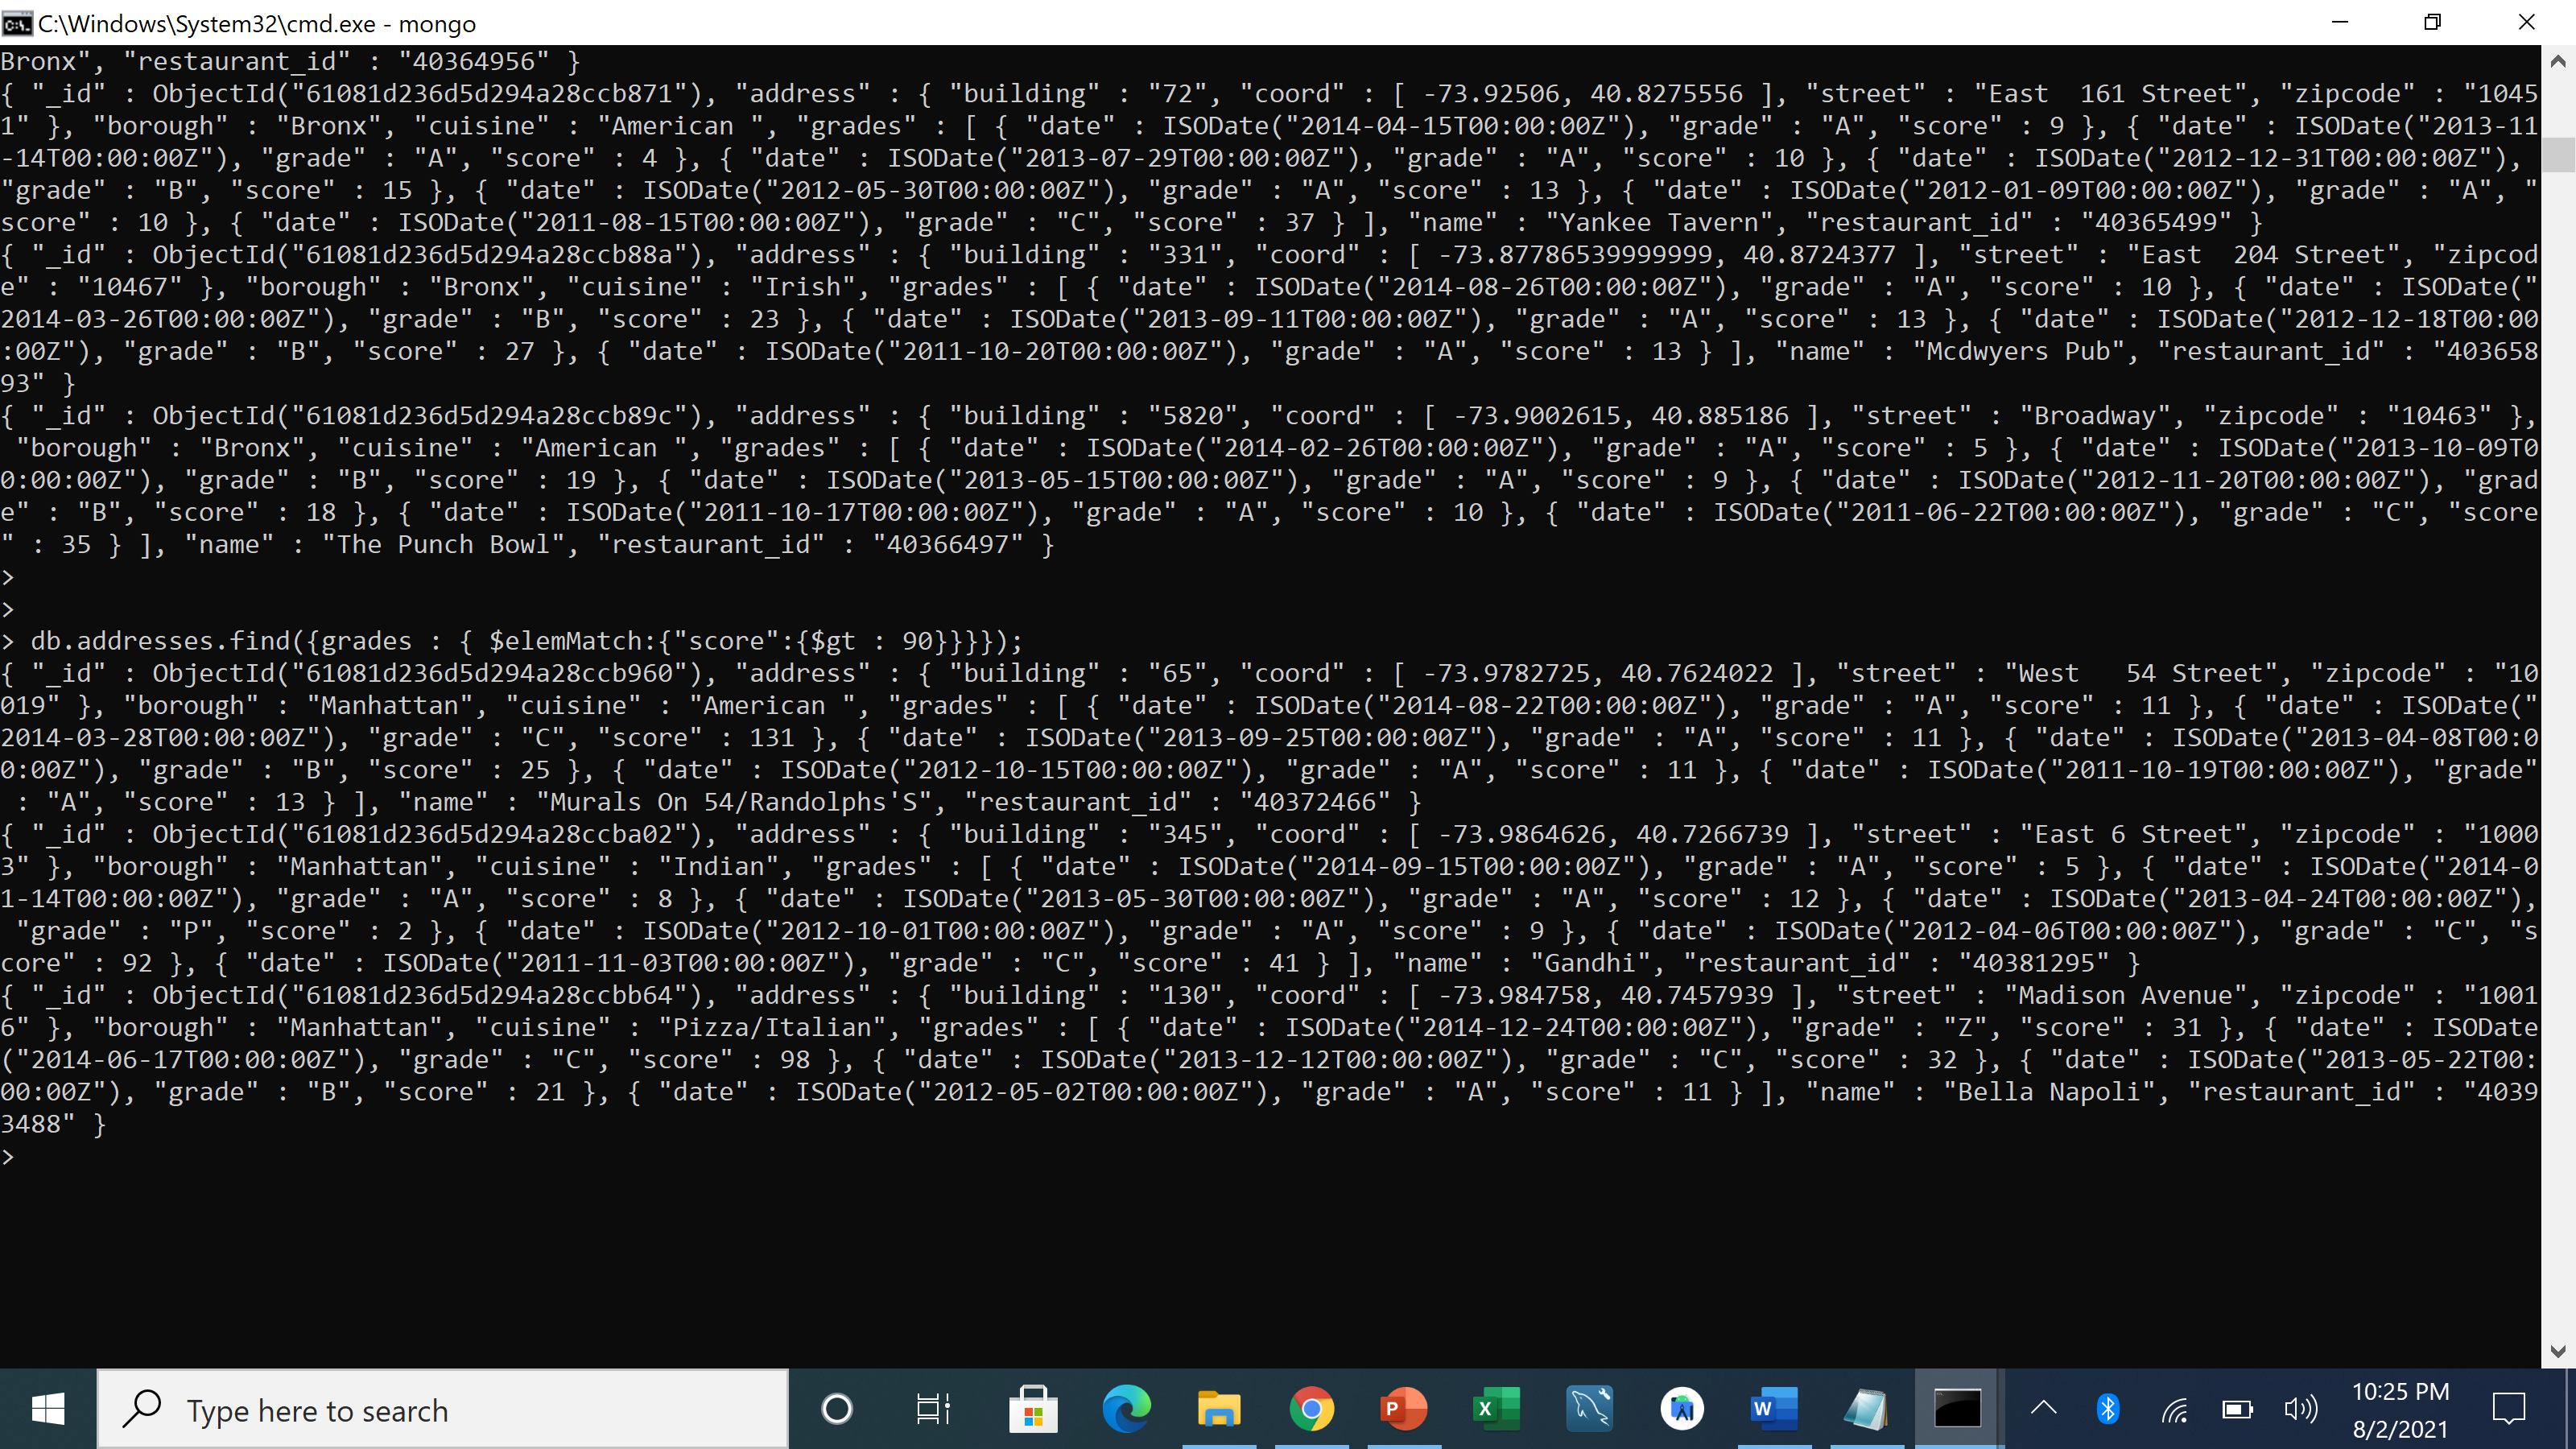 C:\Windows\System32\cmd.exe - mongo
Bronx", "restaurant_id" : "40364956" }
{ "_id" : ObjectId("61081d236d5d294a28ccb871"), "address" : { "building" : "72", "coord" : [ -73.92506, 40.8275556 ], "street" : "East  161 Street", "zipcode" : "1045
1" }, "borough" : "Bronx", "cuisine" : "American ", "grades" : [ { "date" : ISODate("2014-04-15T00:00:00Z"), "grade" : "A", "score" : 9 }, { "date" : ISODate("2013-11
-14T00:00:00Z"), "grade" : "A", "score" : 4 }, { "date" : ISODate("2013-07-29T00:00:00Z"), "grade" : "A", "score" : 10 }, { "date" : ISODate("2012-12-31T00:00:00Z"),
"grade" : "B", "score" : 15 }, { "date" : ISODate("2012-05-30T00:00:00Z"), "grade" : "A", "score" : 13 }, { "date" : ISODate("2012-01-09T00:00:00Z"), "grade" : "A", "
score" : 10 }, { "date" : ISODate("2011-08-15T00:00:00Z"), "grade" : "C", "score" : 37 } ], "name" : "Yankee Tavern", "restaurant_id" : "40365499" }
{ "_id" : ObjectId("61081d236d5d294a28ccb88a"), "address" : { "building" : "331", "coord" : [ -73.87786539999999, 40.8724377 ], "street" : "East  204 Street", "zipcod
e" : "10467" }, "borough" : "Bronx", "cuisine" : "Irish", "grades" : [ { "date" : ISODate("2014-08-26T00:00:00Z"), "grade" : "A", "score" : 10 }, { "date" : ISODate("
2014-03-26T00:00:00Z"), "grade" : "B", "score" : 23 }, { "date" : ISODate("2013-09-11T00:00:00Z"), "grade" : "A", "score" : 13 }, { "date" : ISODate("2012-12-18T00:00
:00Z"), "grade" : "B", "score" : 27 }, { "date" : ISODate("2011-10-20T00:00:00Z"), "grade" : "A", "score" : 13 } ], "name" : "Mcdwyers Pub", "restaurant_id" : "403658
93" }
{ "_id" : ObjectId("61081d236d5d294a28ccb89c"), "address" : { "building" : "5820", "coord" : [ -73.9002615, 40.885186 ], "street" : "Broadway", "zipcode" : "10463" },
 "borough" : "Bronx", "cuisine" : "American ", "grades" : [ { "date" : ISODate("2014-02-26T00:00:00Z"), "grade" : "A", "score" : 5 }, { "date" : ISODate("2013-10-09T0
0:00:00Z"), "grade" : "B", "score" : 19 }, { "date" : ISODate("2013-05-15T00:00:00Z"), "grade" : "A", "score" : 9 }, { "date" : ISODate("2012-11-20T00:00:00Z"), "grad
e" : "B", "score" : 18 }, { "date" : ISODate("2011-10-17T00:00:00Z"), "grade" : "A", "score" : 10 }, { "date" : ISODate("2011-06-22T00:00:00Z"), "grade" : "C", "score
" : 35 } ], "name" : "The Punch Bowl", "restaurant_id" : "40366497" }
>
>
> db.addresses.find({grades : { $elemMatch:{"score":{$gt : 90}}}});
{ "_id" : ObjectId("61081d236d5d294a28ccb960"), "address" : { "building" : "65", "coord" : [ -73.9782725, 40.7624022 ], "street" : "West   54 Street", "zipcode" : "10
019" }, "borough" : "Manhattan", "cuisine" : "American ", "grades" : [ { "date" : ISODate("2014-08-22T00:00:00Z"), "grade" : "A", "score" : 11 }, { "date" : ISODate("
2014-03-28T00:00:00Z"), "grade" : "C", "score" : 131 }, { "date" : ISODate("2013-09-25T00:00:00Z"), "grade" : "A", "score" : 11 }, { "date" : ISODate("2013-04-08T00:0
0:00Z"), "grade" : "B", "score" : 25 }, { "date" : ISODate("2012-10-15T00:00:00Z"), "grade" : "A", "score" : 11 }, { "date" : ISODate("2011-10-19T00:00:00Z"), "grade"
 : "A", "score" : 13 } ], "name" : "Murals On 54/Randolphs'S", "restaurant_id" : "40372466" }
{ "_id" : ObjectId("61081d236d5d294a28ccba02"), "address" : { "building" : "345", "coord" : [ -73.9864626, 40.7266739 ], "street" : "East 6 Street", "zipcode" : "1000
3" }, "borough" : "Manhattan", "cuisine" : "Indian", "grades" : [ { "date" : ISODate("2014-09-15T00:00:00Z"), "grade" : "A", "score" : 5 }, { "date" : ISODate("2014-0
1-14T00:00:00Z"), "grade" : "A", "score" : 8 }, { "date" : ISODate("2013-05-30T00:00:00Z"), "grade" : "A", "score" : 12 }, { "date" : ISODate("2013-04-24T00:00:00Z"),
 "grade" : "P", "score" : 2 }, { "date" : ISODate("2012-10-01T00:00:00Z"), "grade" : "A", "score" : 9 }, { "date" : ISODate("2012-04-06T00:00:00Z"), "grade" : "C", "s
core" : 92 }, { "date" : ISODate("2011-11-03T00:00:00Z"), "grade" : "C", "score" : 41 } ], "name" : "Gandhi", "restaurant_id" : "40381295" }
{ "_id" : ObjectId("61081d236d5d294a28ccbb64"), "address" : { "building" : "130", "coord" : [ -73.984758, 40.7457939 ], "street" : "Madison Avenue", "zipcode" : "1001
6" }, "borough" : "Manhattan", "cuisine" : "Pizza/Italian", "grades" : [ { "date" : ISODate("2014-12-24T00:00:00Z"), "grade" : "Z", "score" : 31 }, { "date" : ISODate
("2014-06-17T00:00:00Z"), "grade" : "C", "score" : 98 }, { "date" : ISODate("2013-12-12T00:00:00Z"), "grade" : "C", "score" : 32 }, { "date" : ISODate("2013-05-22T00:
00:00Z"), "grade" : "B", "score" : 21 }, { "date" : ISODate("2012-05-02T00:00:00Z"), "grade" : "A", "score" : 11 } ], "name" : "Bella Napoli", "restaurant_id" : "4039
3488" }
>
Type here to search
10:25 PM
8/2/2021